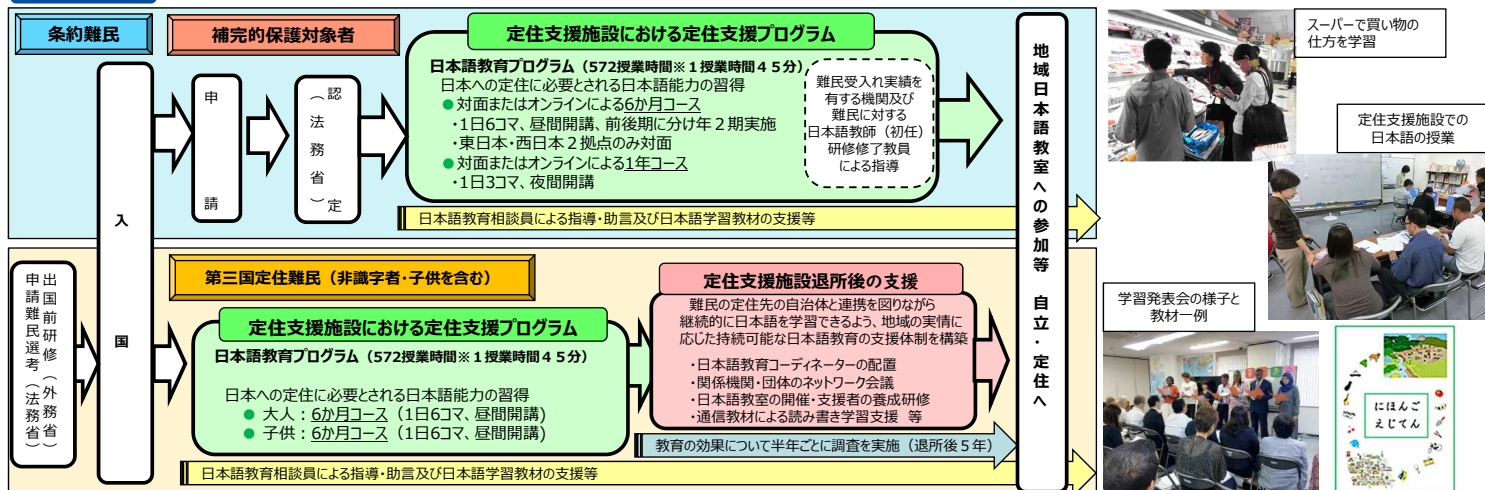 条約難民
補完的保護対象者
入国
申請
認定(法務省)
定住支援施設における定住支援プログラム
日本語教育プログラム(572授業時間※1授業時間45分)
日本への定住に必要とされる日本語能力の習得
●対面またはオンラインによる6か月コース
・1日6コマ、昼間開講、前後期に分け年2期実施
・東日本・西日本2拠点のみ対面
●対面またはオンラインによる1年コース
・1日3コマ、夜間開講
難民受入れ実績を
有する機関及び
難民に対する
日本語教師(初任)
研修修了教員
による指導
日本語教育相談員による指導・助言及び日本語学習教材の支援等
地域日本語教室への参加等 自立・定住へ
出国前研修(外務省)
申請難民選考(法務省)
第三国定住難民(非識字者・子供を含む)
定住支援施設における定住支援プログラム
日本語教育プログラム(572授業時間※1授業時間45分)
日本への定住に必要とされる日本語能力の習得
●大人:6か月コース(1日6コマ、昼間開講)
●子供:6か月コース(1日6コマ、昼間開講)
定住支援施設退所後の支援
難民の定住先の自治体と連携を図りながら
継続的に日本語を学習できるよう、地域の実情に
応じた持続可能な日本語教育の支援体制を構築
・日本語教育コーディネーターの配置
・関係機関・団体のネットワーク会議
・日本語教室の開催・支援者の養成研修
・通信教材による読み書き学習支援 等
教育の効果について半年ごとに調査を実施(退所後5年)
日本語教育相談員による指導・助言及び日本語学習教材の支援等
スーパーで買い物の
仕方を学習
定住支援施設での
日本語の授業
学習発表会の様子と
教材一例
にほんご
えじてん